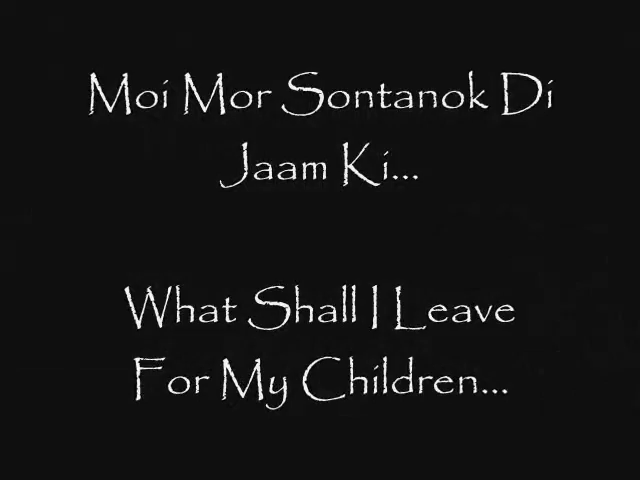 Moi Mor Sontanok Di
Jaam Ki...
What Shall I Leave
For My Children...